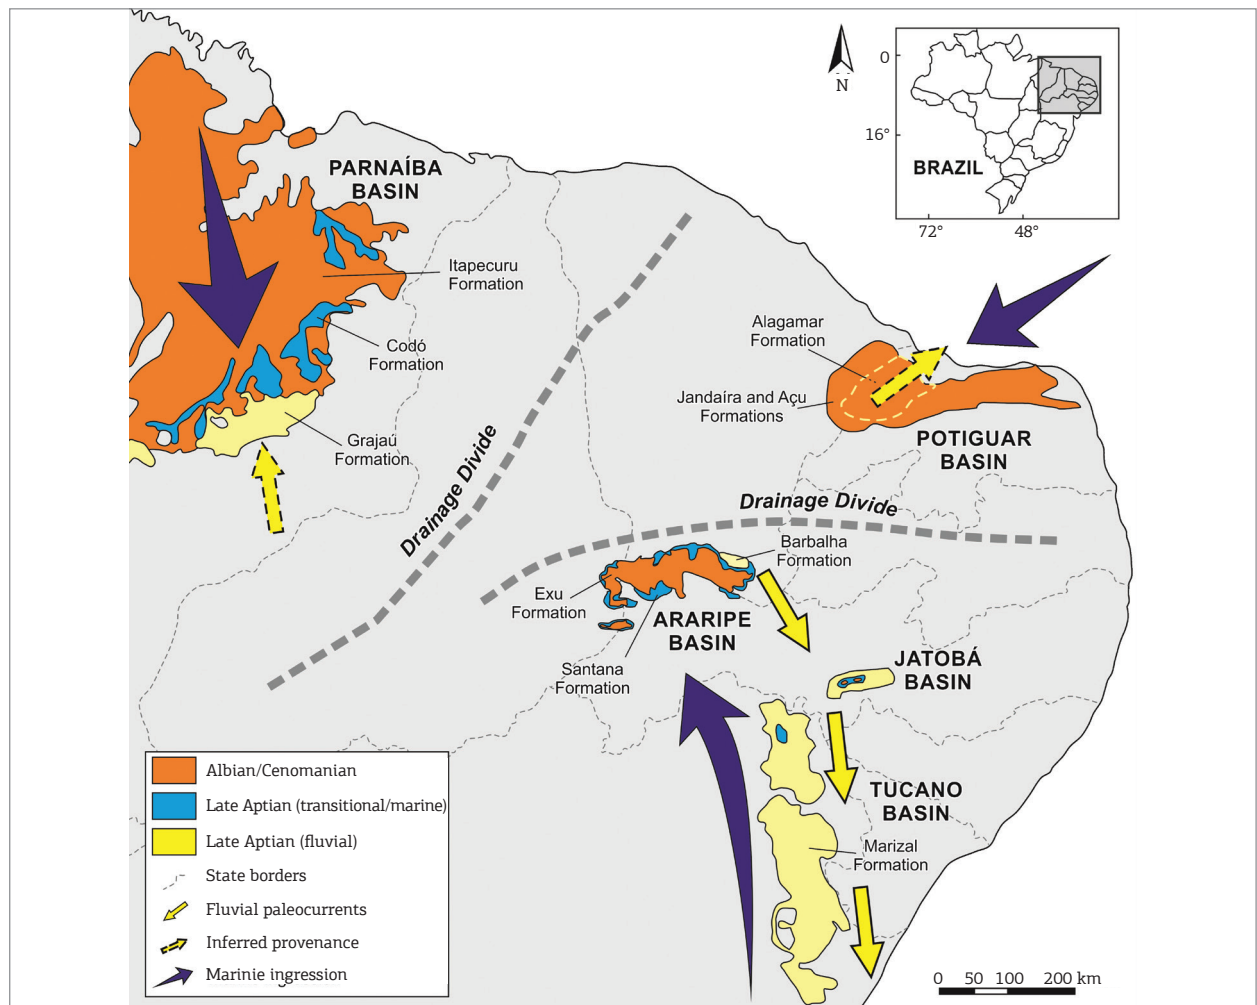 N
0
16°
BRAZIL
72°
48°
PARNAÍBA
BASIN
Itapecuru
Formation
Codó
Formation
Grajaú
Formation
Drainage Divide
Alagamar
Formation
Jandaíra and Açu
Formations
POTIGUAR
BASIN
Drainage Divide
Barbalha
Formation
Exu
Formation
ARARIPE
BASIN
Santana
Formation
JATOBÁ
BASIN
TUCANO
BASIN
Marizal
Formation
Albian/Cenomanian
Late Aptian (transitional/marine)
Late Aptian (fluvial)
State borders
Fluvial paleocurrents
Inferred provenance
Marinie ingression
0 50 100 200 km